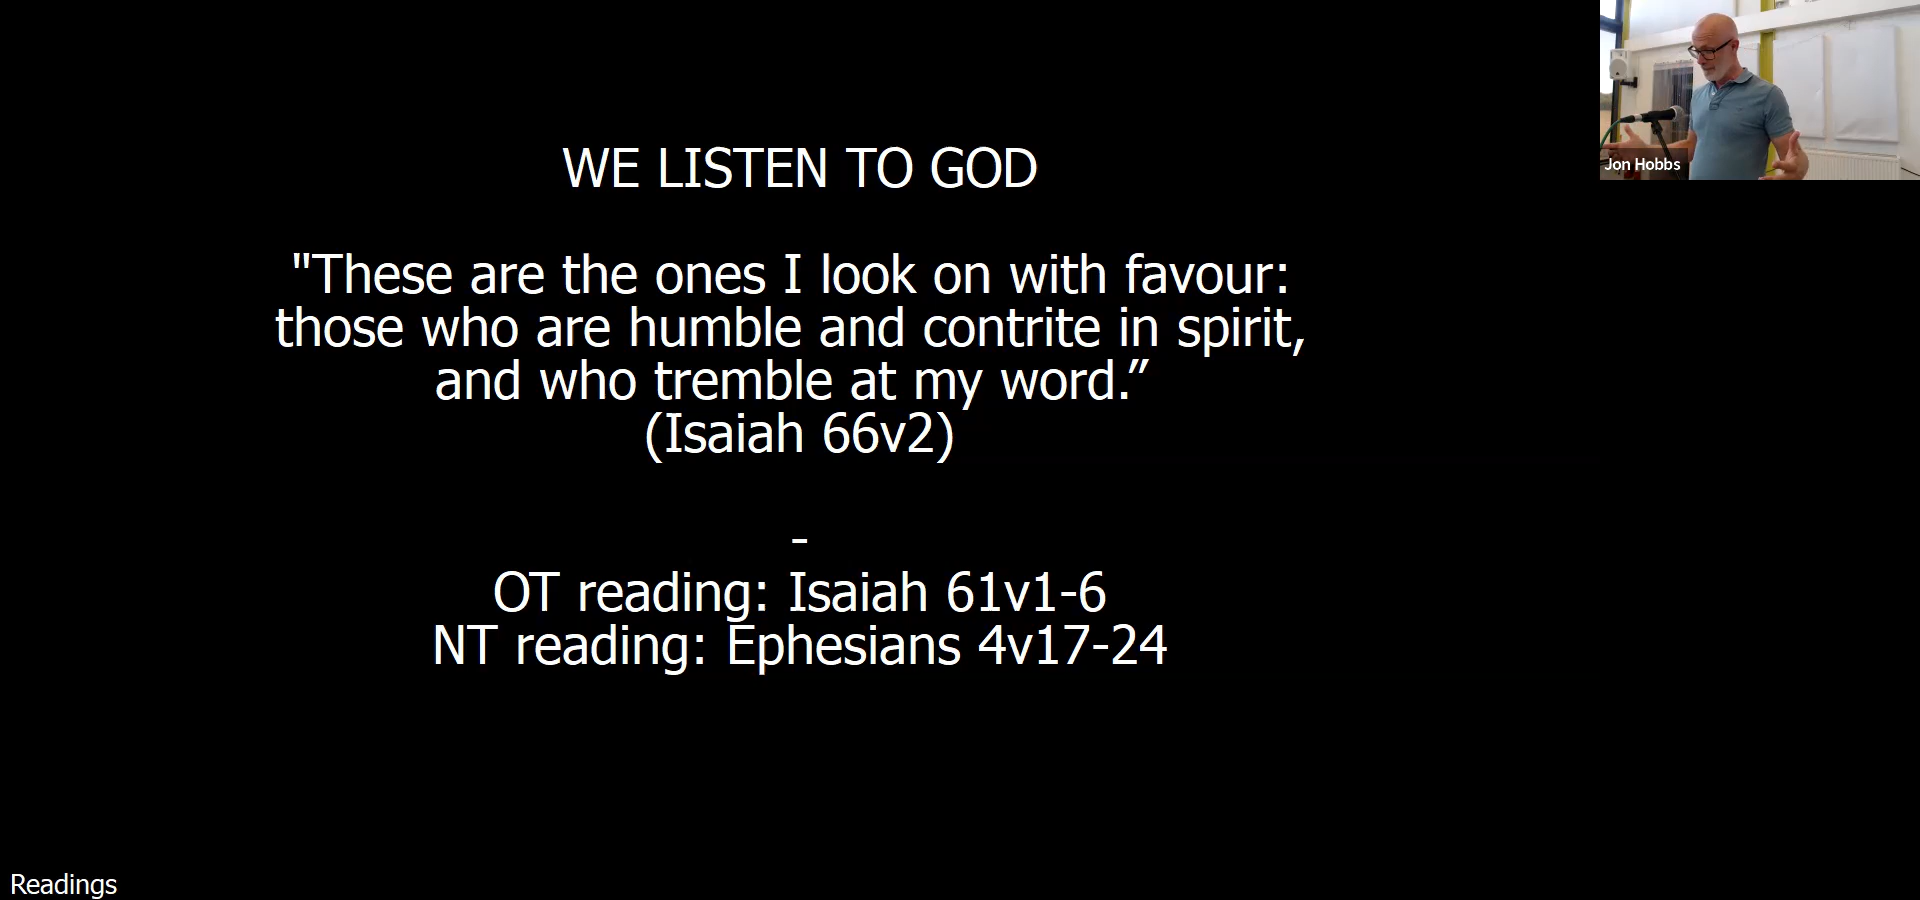 WE LISTEN TO GOD
"These are the ones I look on with favour:
those who are humble and contrite in spirit,
and who tremble at my word.”
(Isaiah 66v2)
-
OT reading: Isaiah 61v1-6
NT reading: Ephesians 4v17-24
Jon Hobbs
Readings